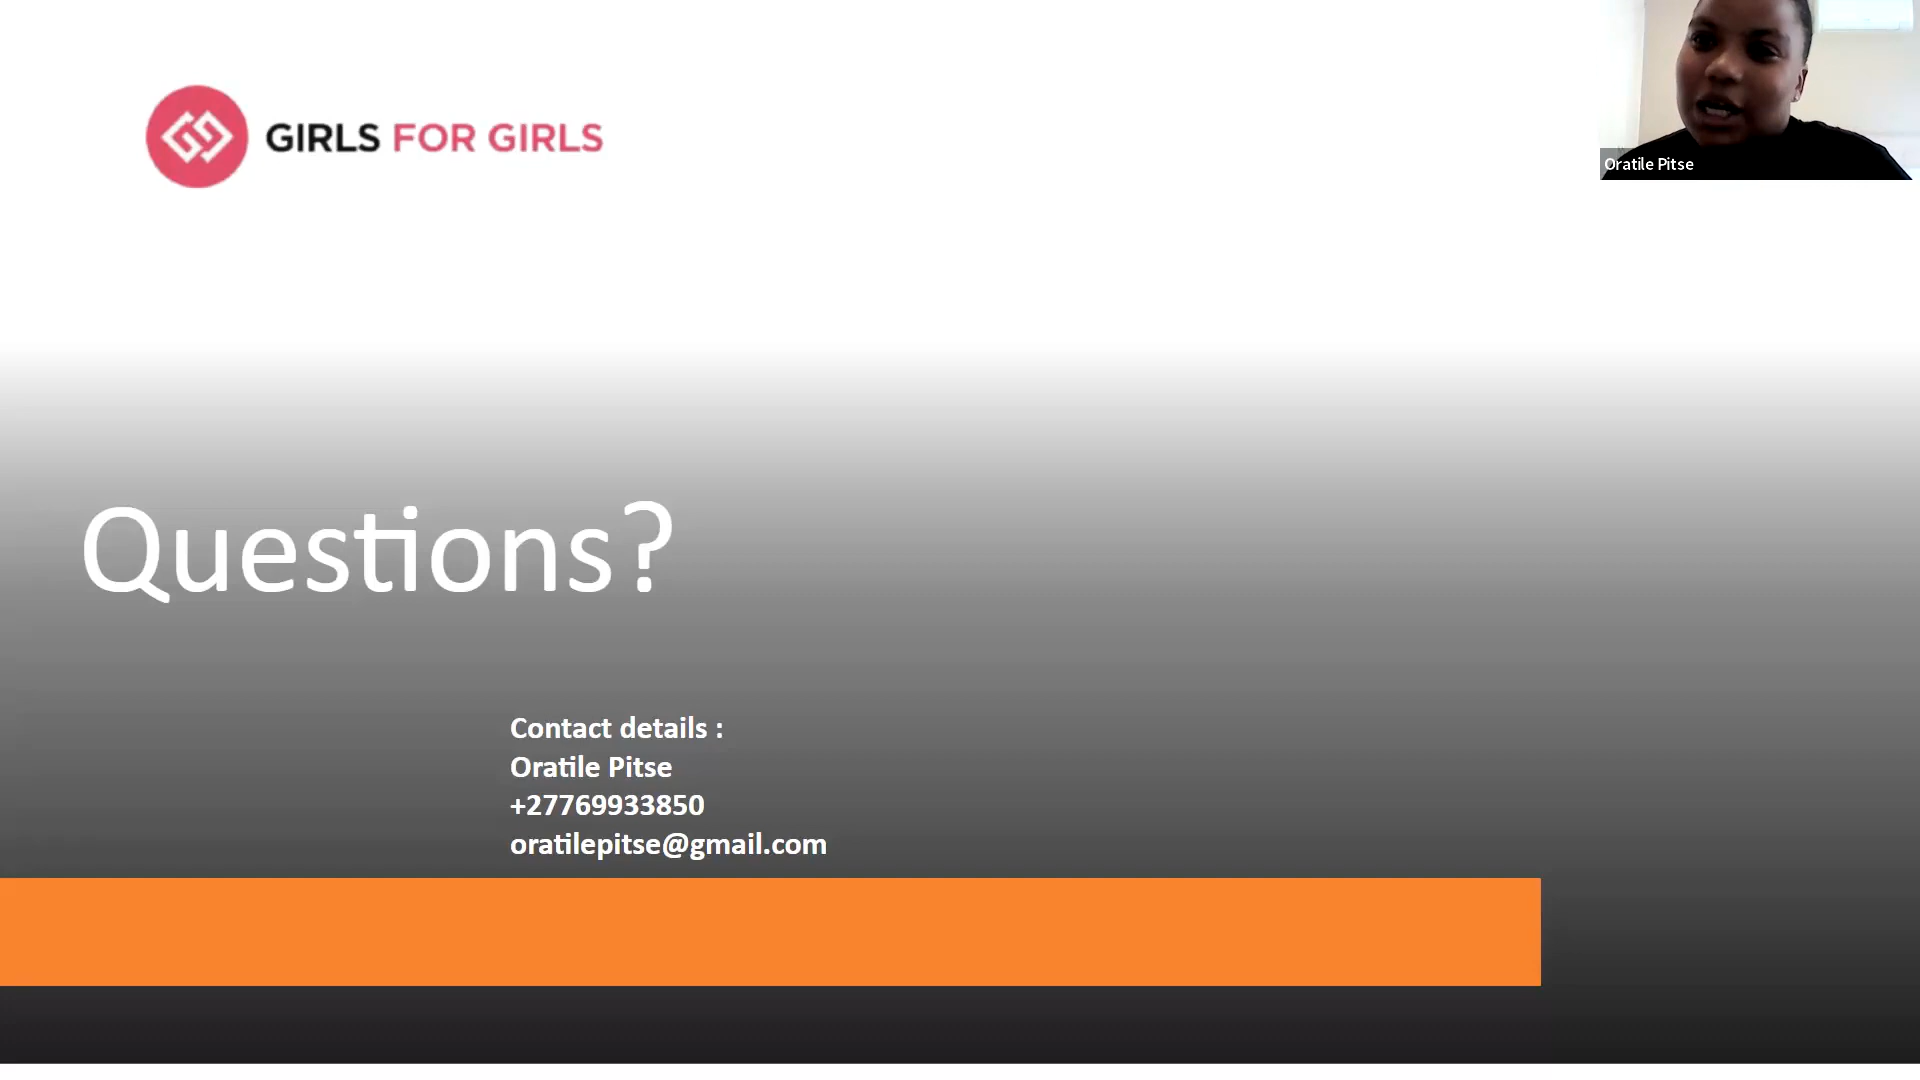 GIRLS FOR GIRLS
Oratile Pitse
Questions?
Contact details :
Oratile Pitse
+27769933850
oratilepitse@gmail.com